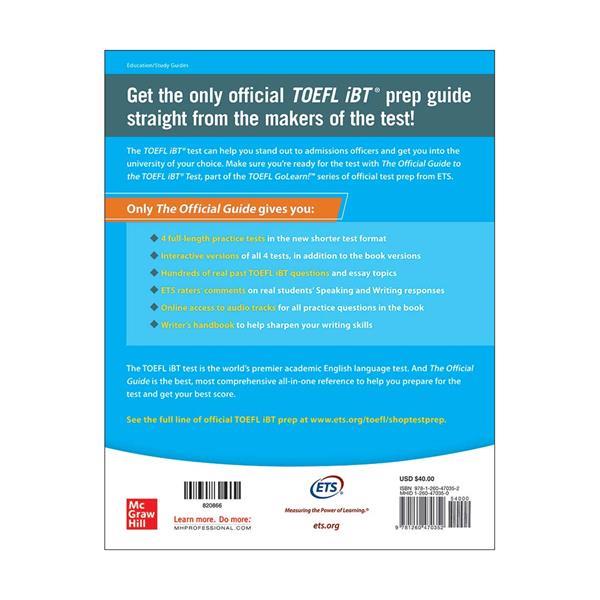 Education/Study Guides
Get the only official TOEFL iBT® prep guide
straight from the makers of the test!
The TOEFL iBT® test can help you stand out to admissions officers and get you into the
university of your choice. Make sure you're ready for the test with The Official Guide to
the TOEFL iBT® Test, part of the TOEFL GoLearn!™ series of official test prep from ETS.
Only The Official Guide gives you:
4 full-length practice tests in the new shorter test format
Interactive versions of all 4 tests, in addition to the book versions
Hundreds of real past TOEFL iBT questions and essay topics
ETS raters' comments on real students' Speaking and Writing responses
Online access to audio tracks for all practice questions in the book
Writer's handbook to help sharpen your writing skills
The TOEFL iBT test is the world's premier academic English language test. And The Official
Guide is the best, most comprehensive all-in-one reference to help you prepare for the
test and get your best score.
See the full line of official TOEFL iBT prep at www.ets.org/toefl/shoptestprep.
Mc
Graw
Hill
820866
Learn more. Do more.
MHPROFESSIONAL.COM
ETS®
Measuring the Power of Learning.®
ets.org
USD $40.00
ISBN 978-1-260-47035-2
MHID 1-260-47035-0
54000
9781260470352